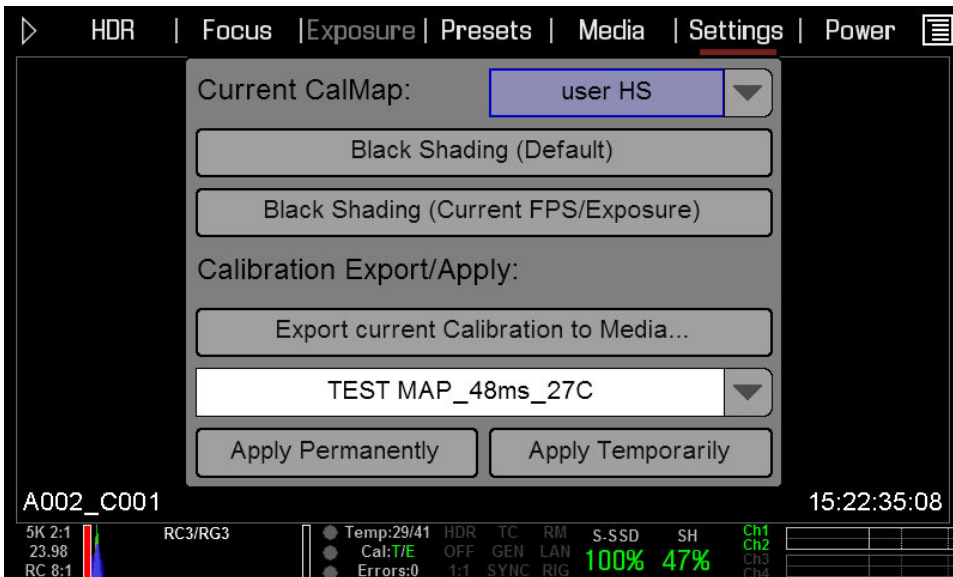 HDR | Focus | Exposure | Presets | Media | Settings | Power
Current CalMap: user HS
Black Shading (Default)
Black Shading (Current FPS/Exposure)
Calibration Export/Apply:
Export current Calibration to Media...
TEST MAP_48ms_27C
Apply Permanently Apply Temporarily
A002_C001 15:22:35:08
5K 2:1 RC3/RG3 Temp:29/41 HDR TC RM S-SSD SH Ch1
23.98 Cal:T/E OFF GEN LAN 100% 47% Ch2
RC 8:1 Errors:0 1:1 SYNC RIG Ch3
Ch4